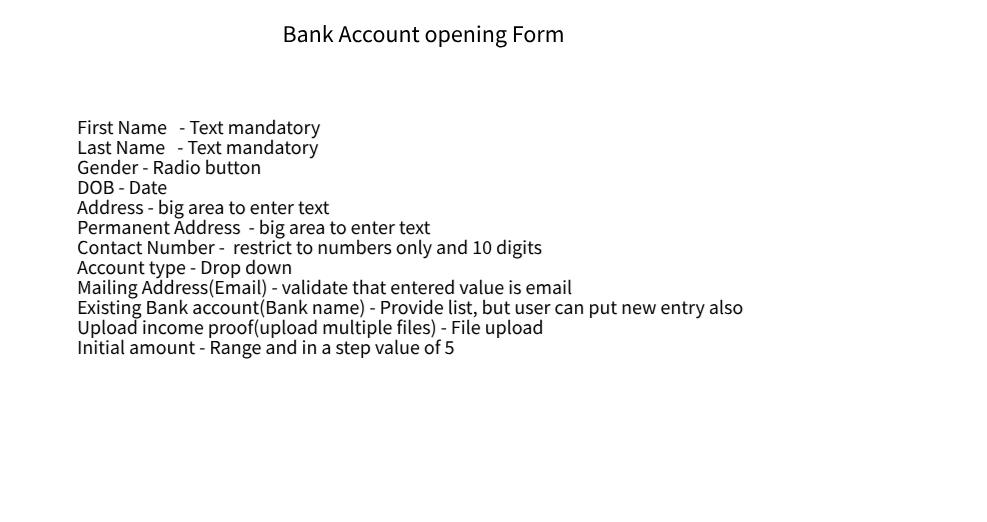 Bank Account opening Form
First Name - Text mandatory
Last Name - Text mandatory
Gender - Radio button
DOB - Date
Address - big area to enter text
Permanent Address - big area to enter text
Contact Number - restrict to numbers only and 10 digits
Account type - Drop down
Mailing Address(Email) - validate that entered value is email
Existing Bank account(Bank name) - Provide list, but user can put new entry also
Upload income proof(upload multiple files) - File upload
Initial amount - Range and in a step value of 5